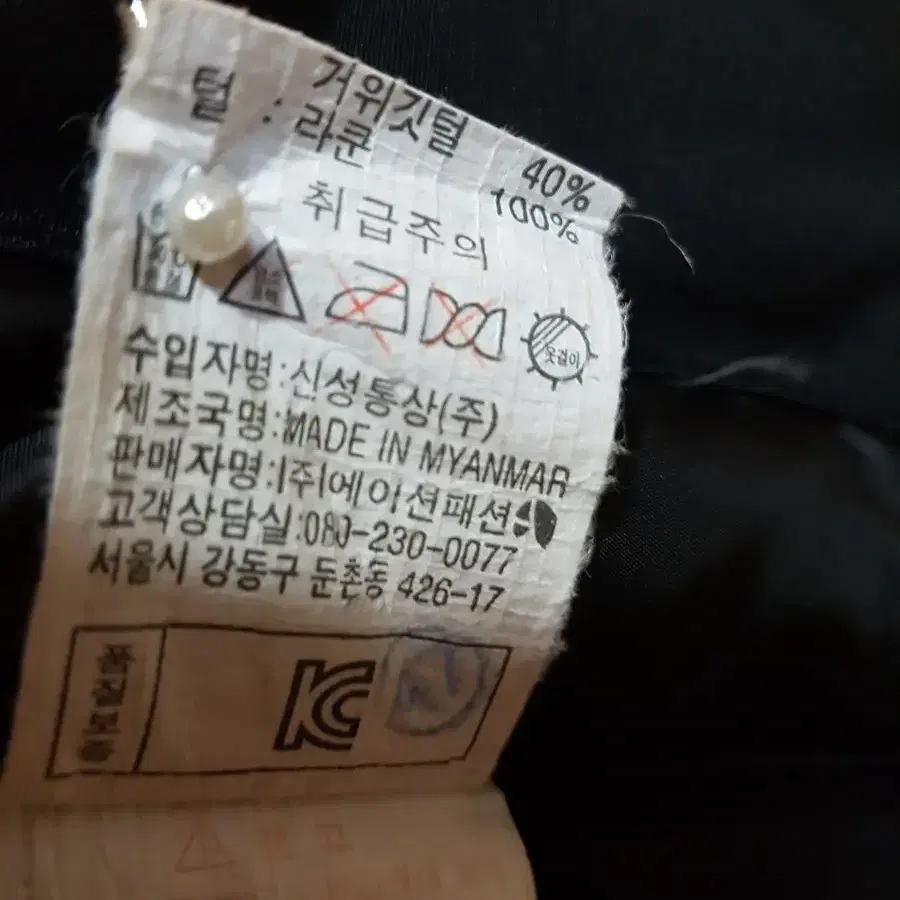 거위깃털 40%
털 : 라쿤 100%
취급주의
옷걸이
수입자명:신성통상(주)
제조국명:MADE IN MYANMAR
판매자명:(주)에이션패션
고객상담실:080-230-0077
서울시 강동구 둔촌동 426-17
품질표시
KC